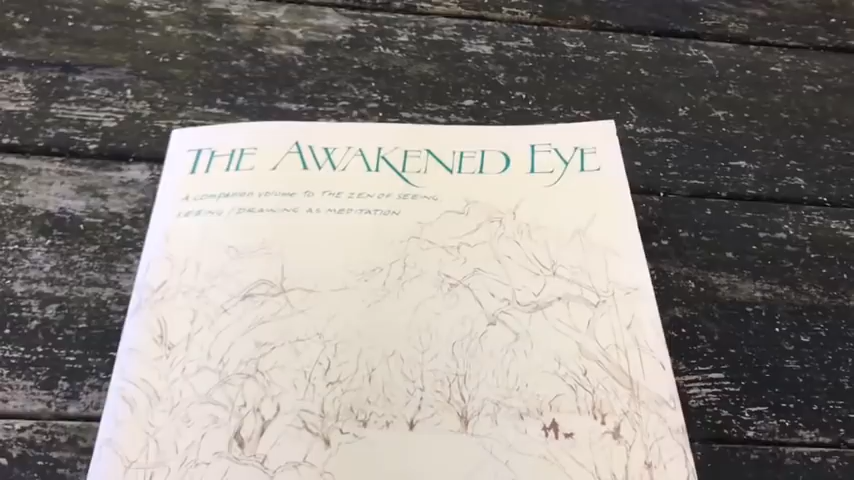 THE AWAKENED EYE
A COMPANION VOLUME TO THE ZEN OF SEEING
SEEING / DRAWING AS MEDITATION